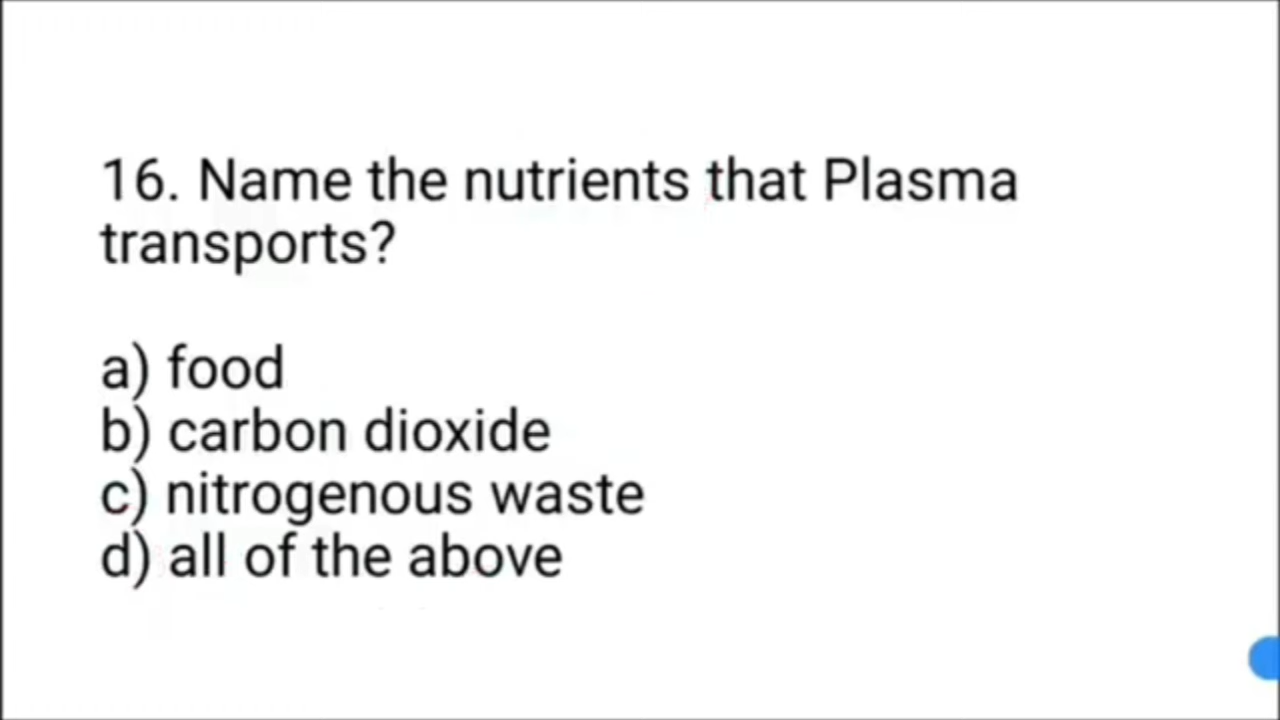 16. Name the nutrients that Plasma
transports?
a) food
b) carbon dioxide
c) nitrogenous waste
d) all of the above